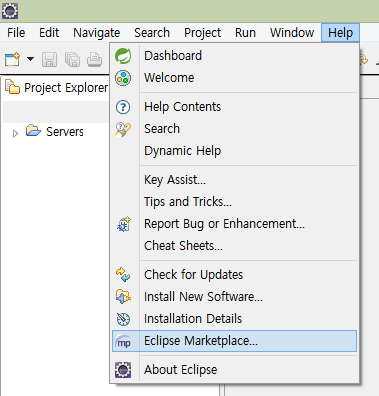 File Edit Navigate Search Project Run Window Help
Project Explorer
Servers
Dashboard
Welcome
Help Contents
Search
Dynamic Help
Key Assist...
Tips and Tricks...
Report Bug or Enhancement...
Cheat Sheets...
Check for Updates
Install New Software...
Installation Details
mp Eclipse Marketplace...
About Eclipse